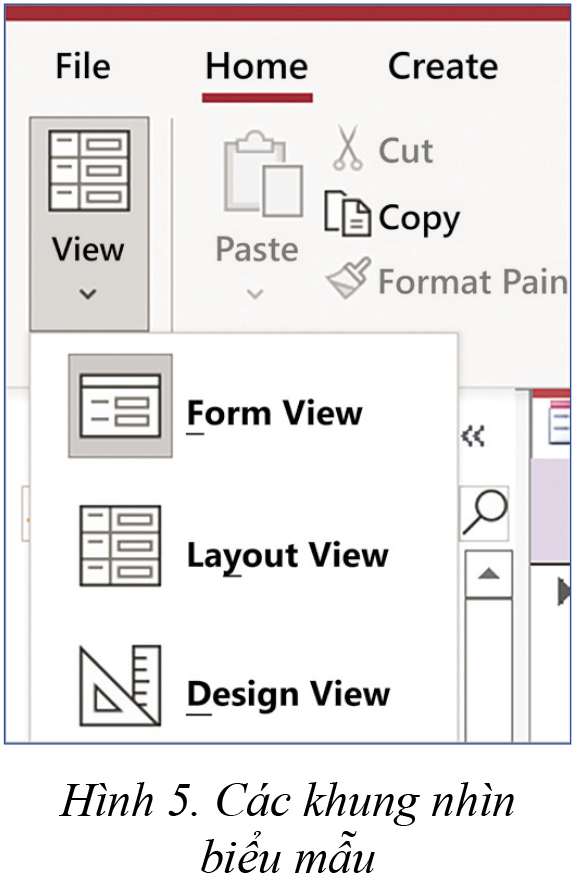 File Home Create
View
Paste
Cut
Copy
Format Pain
Form View
Layout View
Design View
Hình 5. Các khung nhìn
biểu mẫu